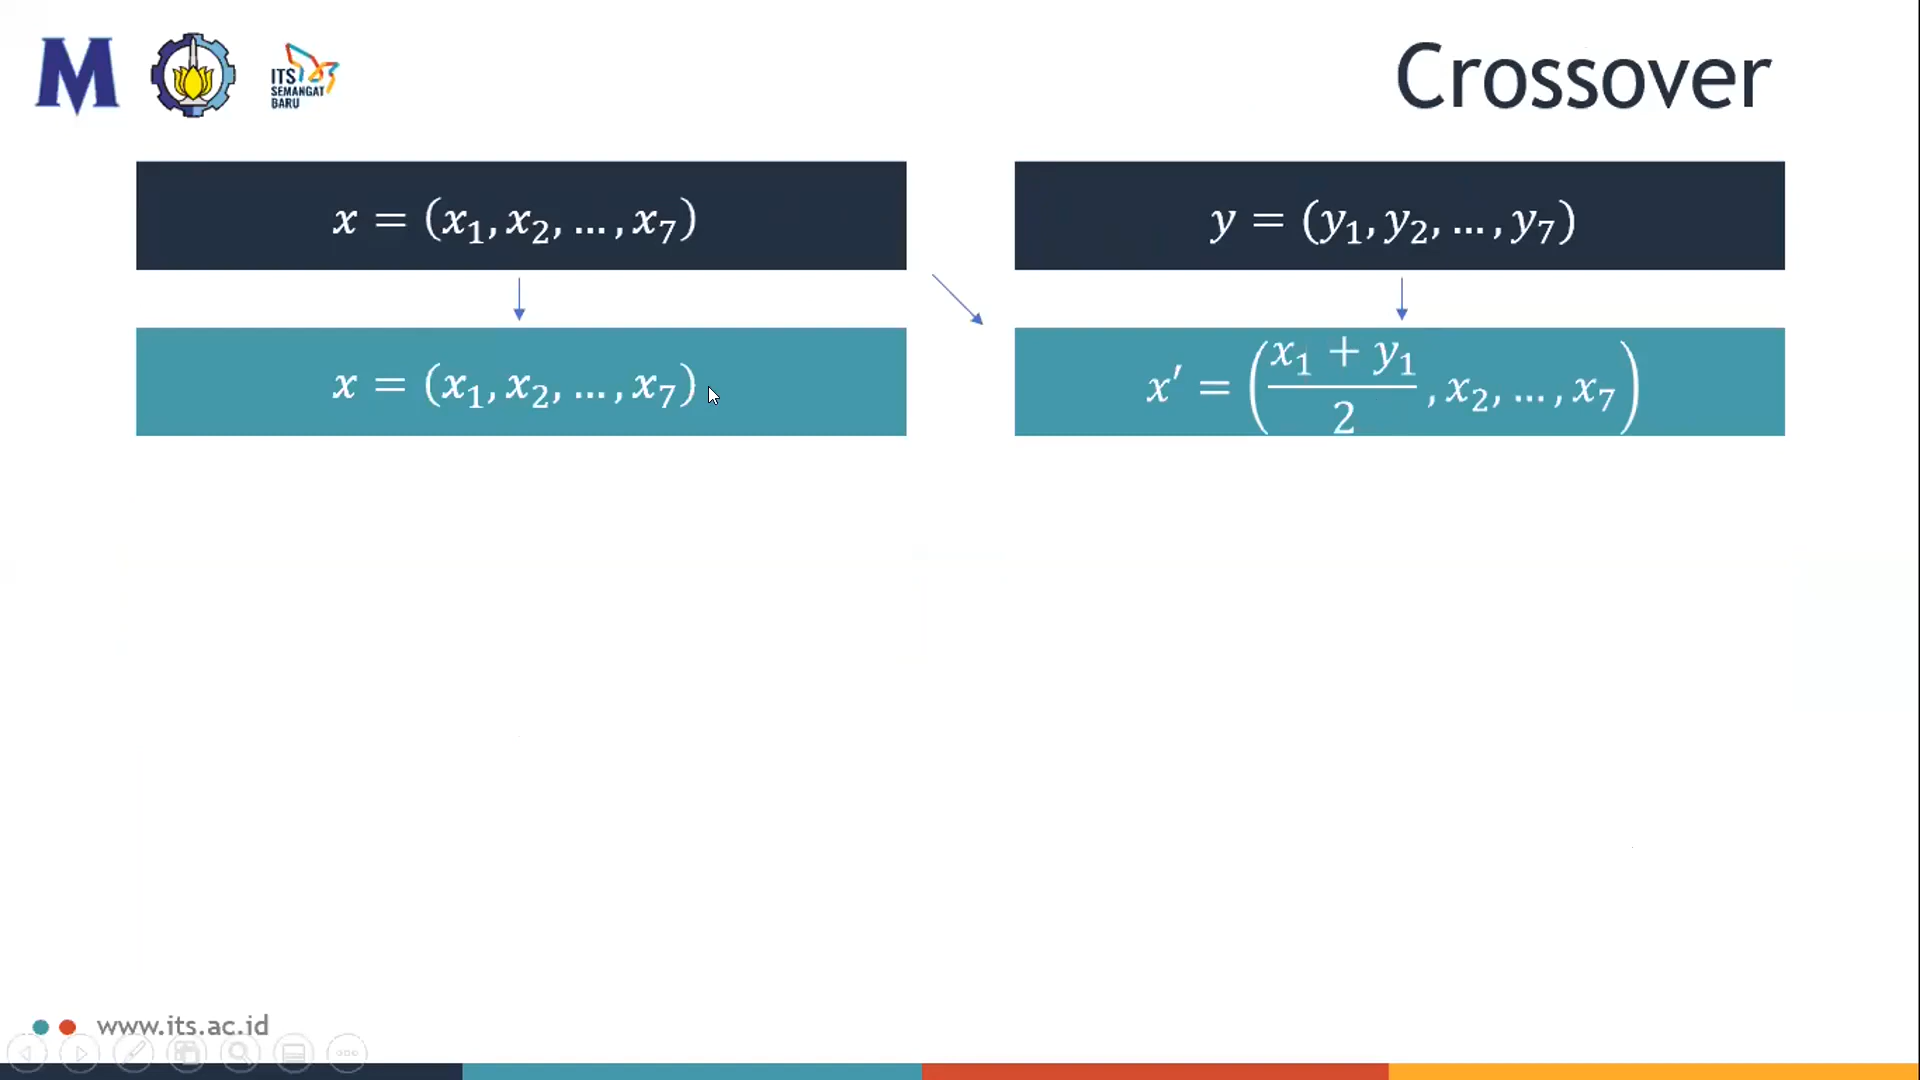 M
ITS
SEMANGAT
BARU
Crossover
x = (x₁, x₂, ... , x₇)
y = (y₁, y₂, ... , y₇)
x = (x₁, x₂, ... , x₇)
x′ = ((x₁ + y₁)/2, x₂, ... , x₇)
www.its.ac.id